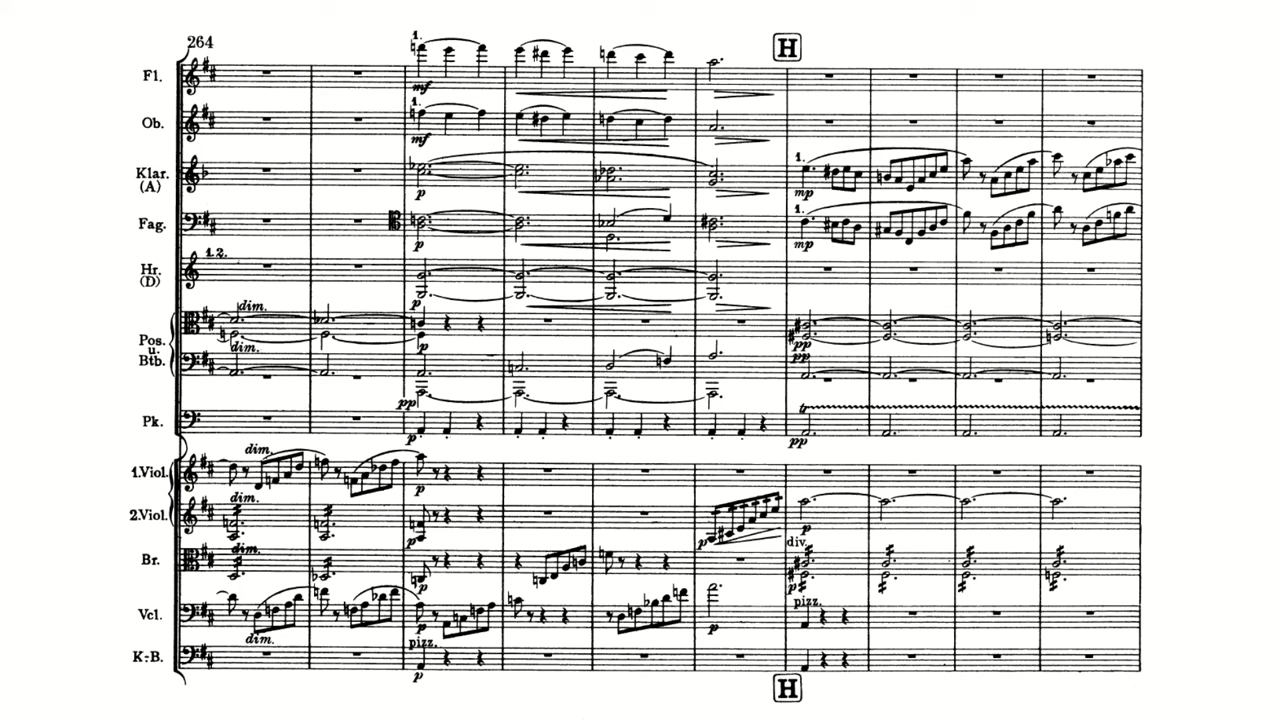 264
H
1.
Fl.
mf
1.
Ob.
mf
Klar.
(A)
p
1.
mp
Fag.
p
1.
mp
1. 2.
Hr.
(D)
p
dim.
p
pp
Pos.
u.
Btb.
dim.
pp
pp
tr
Pk.
p
pp
dim.
1.Viol.
p
dim.
2.Viol.
p
p
p
dim.
div.
Br.
p
p
pizz.
Vcl.
p
p
dim.
pizz.
K.-B.
p
H